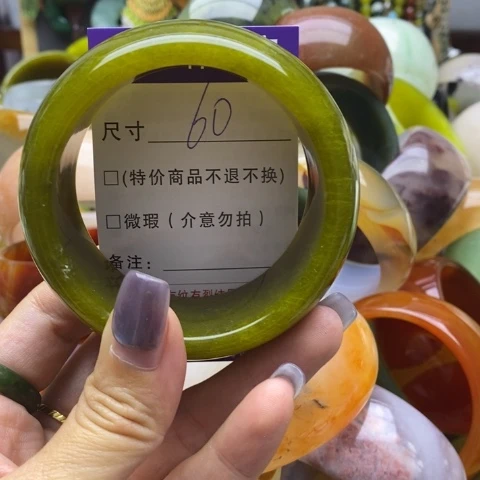 尺寸 60
□(特价商品不退不换)
□微瑕(介意勿拍)
备注: